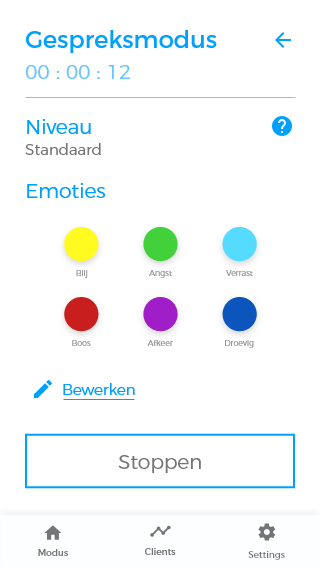 Gespreksmodus
00 : 00 : 12
Niveau
?
Standaard
Emoties
Blij Angst Verrast
Boos Afkeer Droevig
Bewerken
Stoppen
Modus Clients Settings